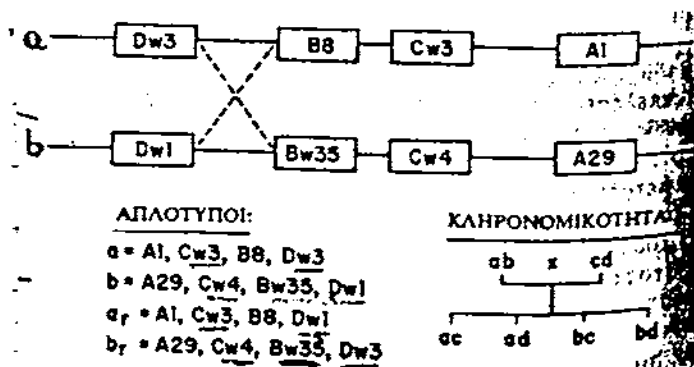 a Dw3 B8 Cw3 A1
b Dw1 Bw35 Cw4 A29
ΑΠΛΟΤΥΠΟΙ:
a = A1, Cw3, B8, Dw3
b = A29, Cw4, Bw35, Dw1
ar = A1, Cw3, B8, Dw1
br = A29, Cw4, Bw35, Dw3
ΚΛΗΡΟΝΟΜΙΚΟΤΗΤΑ
ab x cd
ac ad bc bd